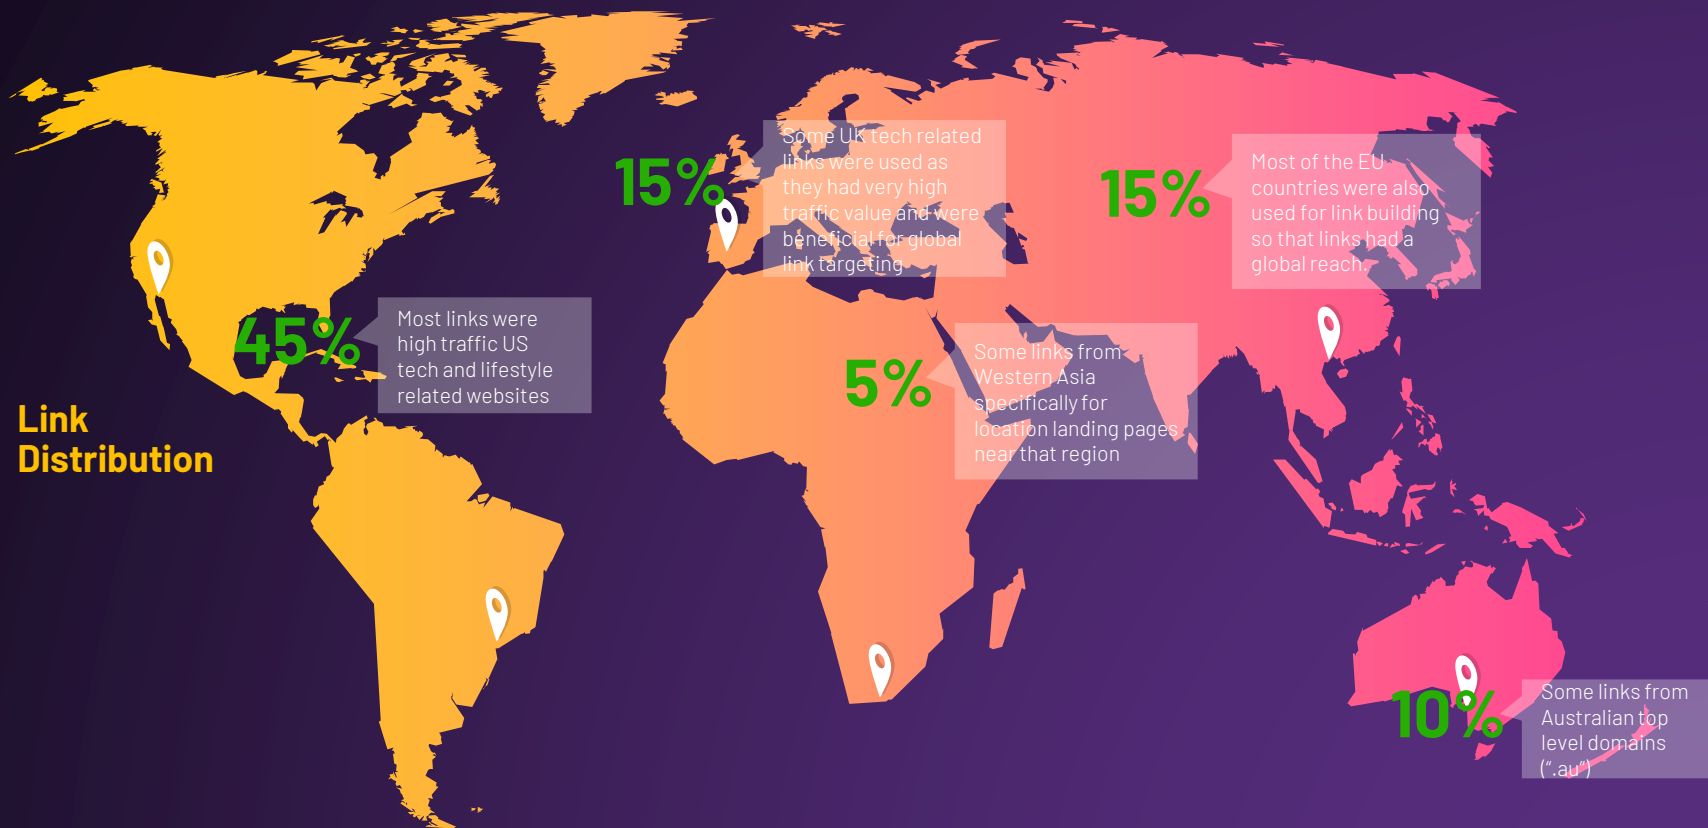 15%
Some UK tech related
links were used as
they had very high
traffic value and were
beneficial for global
link targeting
15%
Most of the EU
countries were also
used for link building
so that links had a
global reach.
45%
Most links were
high traffic US
tech and lifestyle
related websites
5%
Some links from
Western Asia
specifically for
location landing pages
near that region
Link
Distribution
10%
Some links from
Australian top
level domains
(“.au”)